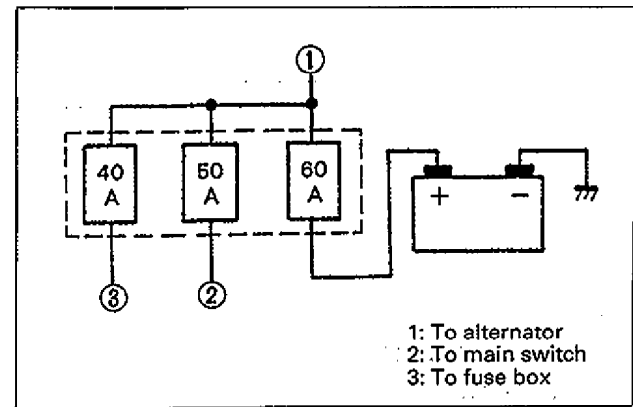 ①
40 A
50 A
60 A
+ −
③
②
1: To alternator
2: To main switch
3: To fuse box